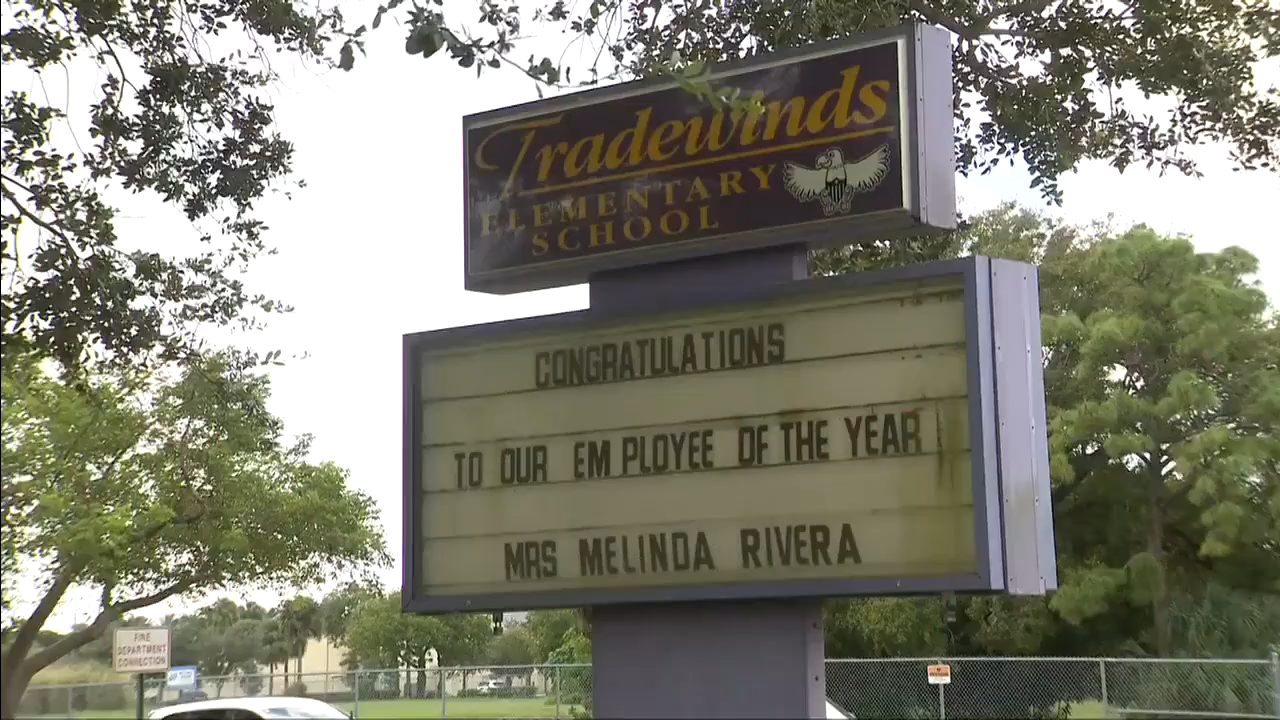 Tradewinds
ELEMENTARY
SCHOOL
CONGRATULATIONS
TO OUR EM PLOYEE OF THE YEAR
MRS MELINDA RIVERA
FIRE
DEPARTMENT
CONNECTION